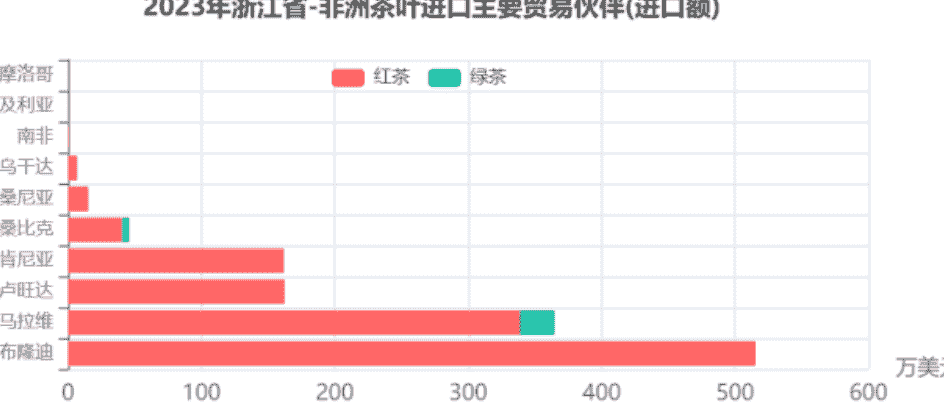 2023年浙江省-非洲茶叶进口主要贸易伙伴(进口额)
红茶 绿茶
摩洛哥
及利亚
南非
乌干达
桑尼亚
桑比克
肯尼亚
卢旺达
马拉维
布隆迪
0 100 200 300 400 500 600
万美元